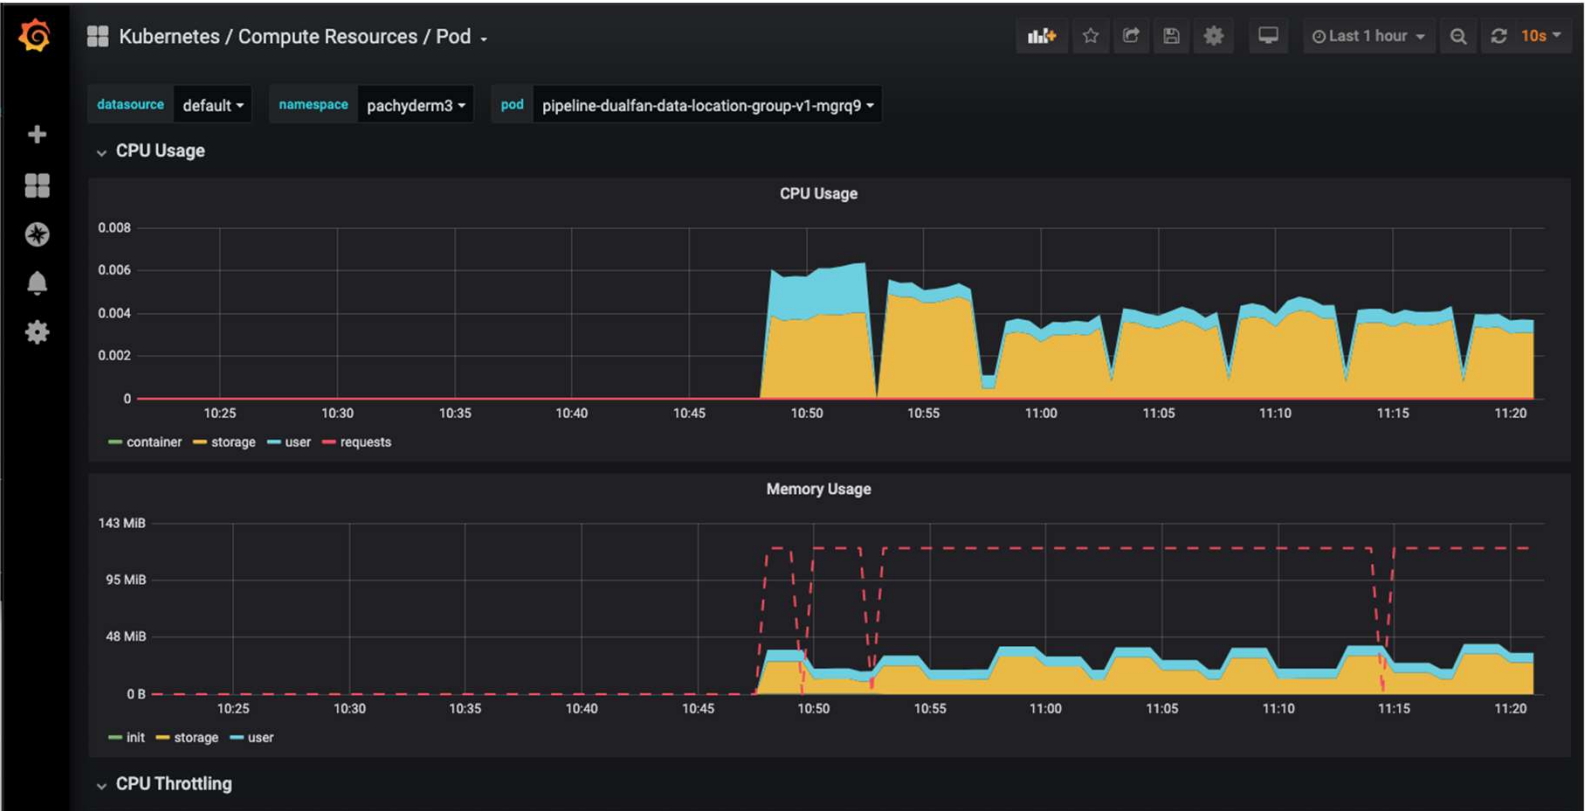 Kubernetes / Compute Resources / Pod
Last 1 hour
10s
datasource default namespace pachyderm3 pod pipeline-dualfan-data-location-group-v1-mgrq9
CPU Usage
CPU Usage
0.008
0.006
0.004
0.002
0
10:25 10:30 10:35 10:40 10:45 10:50 10:55 11:00 11:05 11:10 11:15 11:20
container storage user requests
Memory Usage
143 MiB
95 MiB
48 MiB
0 B
10:25 10:30 10:35 10:40 10:45 10:50 10:55 11:00 11:05 11:10 11:15 11:20
init storage user
CPU Throttling